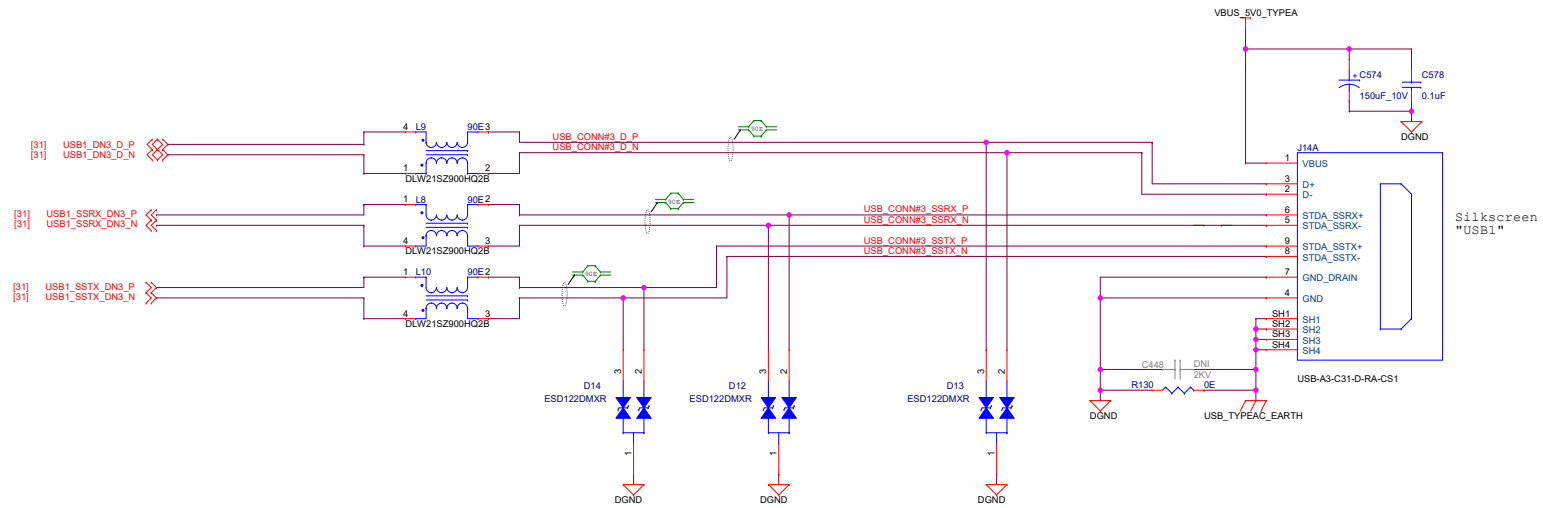 VBUS_5V0_TYPEA
+ C574
150uF_10V
C578
0.1uF
DGND
[31] USB1_DN3_D_P
[31] USB1_DN3_D_N
4 L9 90E 3
1 2
DLW21SZ900HQ2B
USB_CONN#3_D_P
USB_CONN#3_D_N
90E
[31] USB1_SSRX_DN3_P
[31] USB1_SSRX_DN3_N
1 L8 90E 2
4 3
DLW21SZ900HQ2B
90E
USB_CONN#3_SSRX_P
USB_CONN#3_SSRX_N
[31] USB1_SSTX_DN3_P
[31] USB1_SSTX_DN3_N
1 L10 90E 2
4 3
DLW21SZ900HQ2B
90E
USB_CONN#3_SSTX_P
USB_CONN#3_SSTX_N
J14A
1 VBUS
3 D+
2 D-
6 STDA_SSRX+
5 STDA_SSRX-
9 STDA_SSTX+
8 STDA_SSTX-
7 GND_DRAIN
4 GND
SH1 SH1
SH2 SH2
SH3 SH3
SH4 SH4
USB-A3-C31-D-RA-CS1
Silkscreen
"USB1"
C448 DNI
2KV
R130 0E
DGND
USB_TYPEAC_EARTH
3 2
D14
ESD122DMXR
1
DGND
3 2
D12
ESD122DMXR
1
DGND
3 2
D13
ESD122DMXR
1
DGND